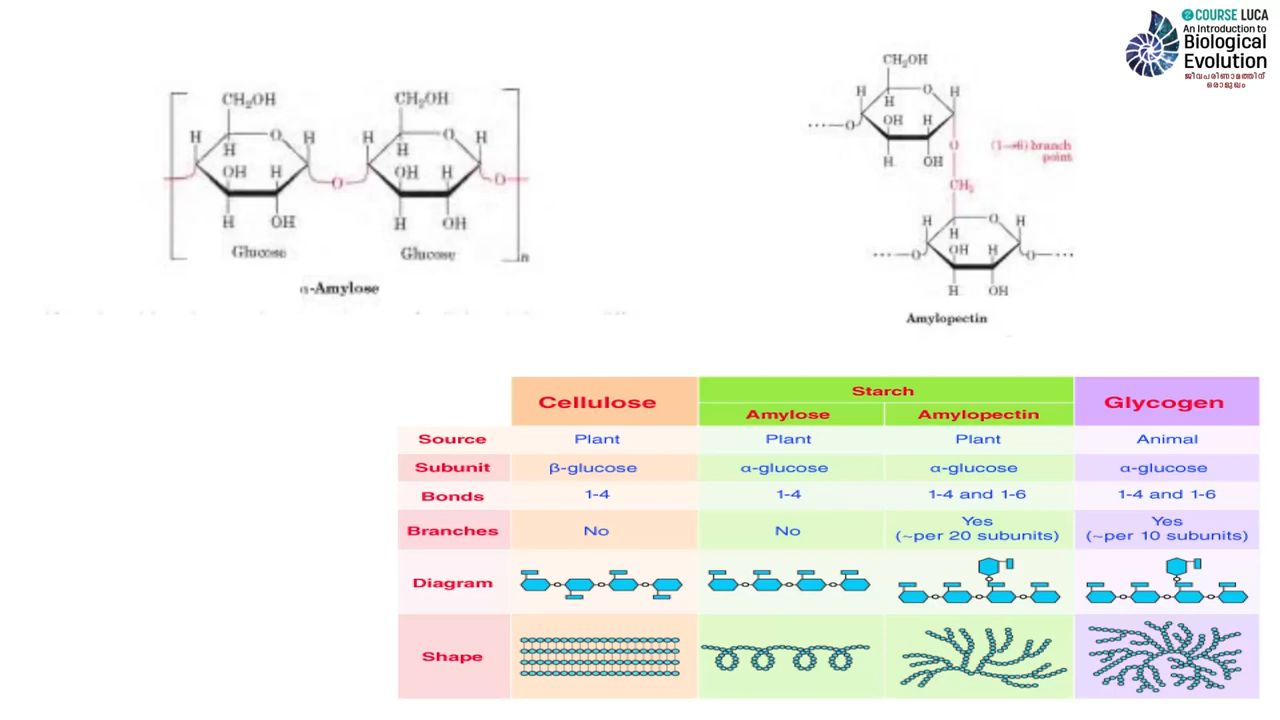 COURSE LUCA
An Introduction to
Biological
Evolution
ജീവപരിണാമത്തിന്
ഒരാമുഖം
CH₂OH CH₂OH
H O H H O H
H H
OH H OH H
O O
H OH H OH
Glucose Glucose
n
α-Amylose
CH₂OH
H O H
H
OH H
···—O
H OH
O
(1→6) branch
point
CH₂
H O H
H
OH H
···—O O—···
H OH
Amylopectin
Cellulose Starch Glycogen
Amylose Amylopectin
Source Plant Plant Plant Animal
Subunit β-glucose α-glucose α-glucose α-glucose
Bonds 1-4 1-4 1-4 and 1-6 1-4 and 1-6
Branches No No Yes Yes
(~per 20 subunits) (~per 10 subunits)
Diagram
Shape